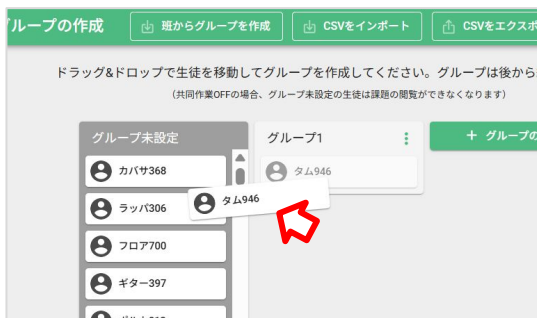 ループの作成
班からグループを作成
CSVをインポート
CSVをエクスポ
ドラッグ&ドロップで生徒を移動してグループを作成してください。グループは後から
(共同作業OFFの場合、グループ未設定の生徒は課題の閲覧ができなくなります)
グループ未設定
グループ1
+ グループの
カバサ368
タム946
ラッパ306
タム946
フロア700
ギター397